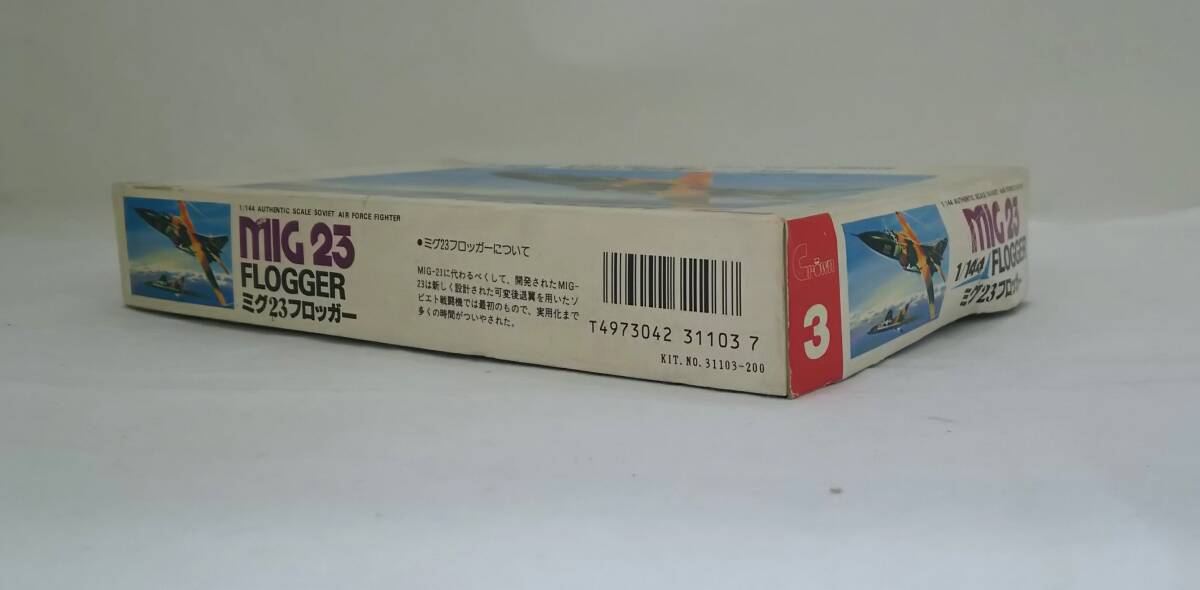 1:144 AUTHENTIC SCALE SOVIET AIR FORCE FIGHTER
MIG 23
FLOGGER
ミグ23フロッガー
●ミグ23フロッガーについて
MIG-23に代わるべくして、開発されたMIG-
23は新しく設計された可変後退翼を用いたソ
ビエト戦闘機では最初のもので、実用化まで
多くの時間がついやされた。
T4973042 31103 7
KIT.NO.31103-200
Crown
3
1:144 AUTHENTIC SCALE SOVIET AIR FORCE
MIG 23
1/144 FLOGGER
ミグ23フロッガー